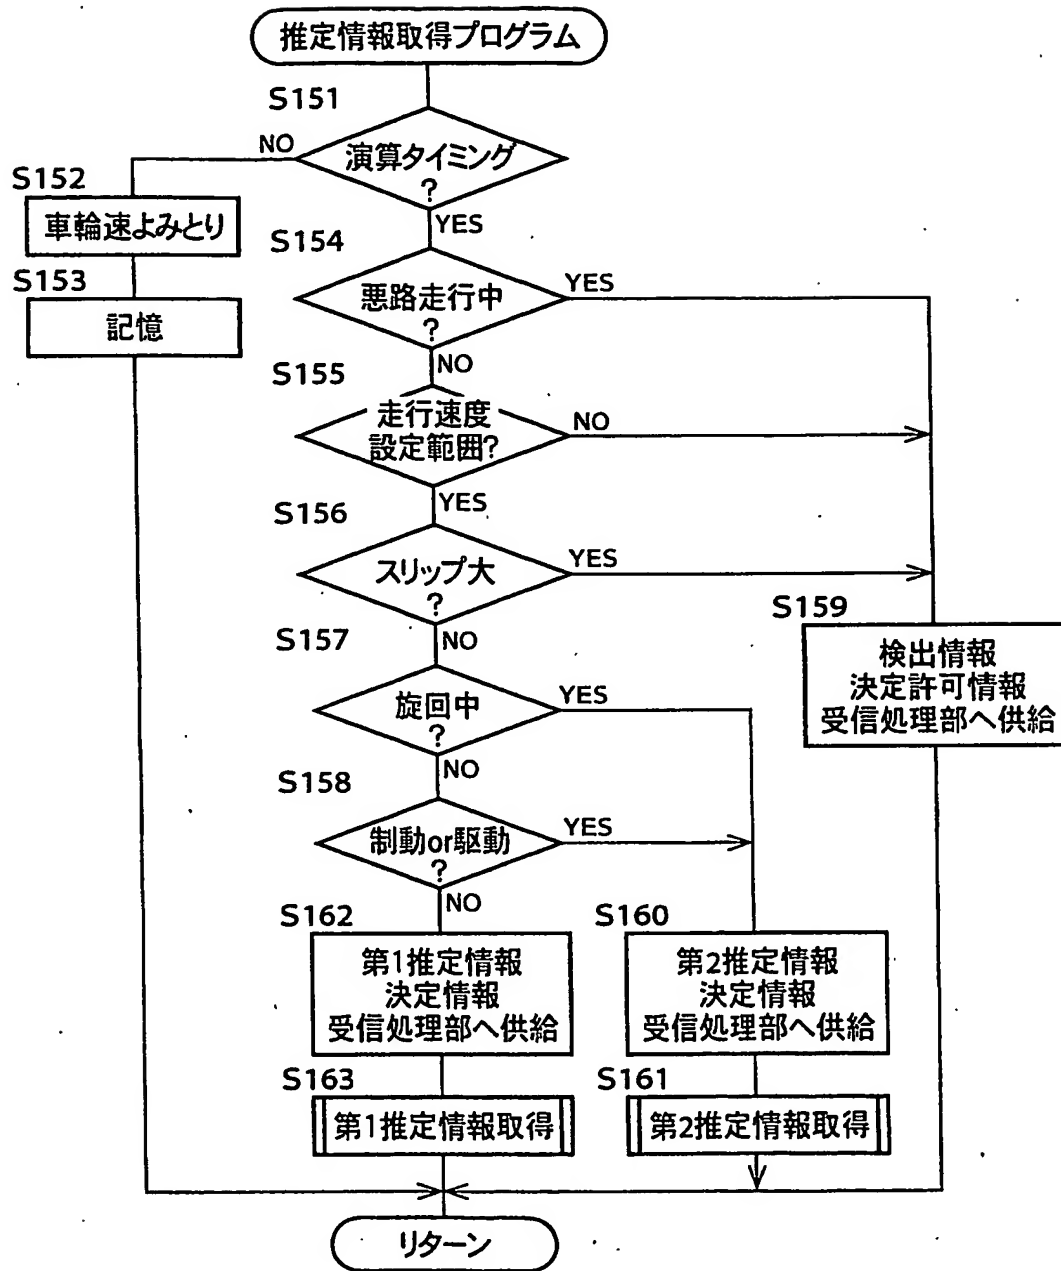 推定情報取得プログラム
S151
演算タイミング
?
NO
YES
S152
車輪速よみとり
S153
記憶
S154
悪路走行中
?
YES
NO
S155
走行速度
設定範囲?
NO
YES
S156
スリップ大
?
YES
NO
S157
旋回中
?
YES
NO
S158
制動or駆動
?
YES
NO
S159
検出情報
決定許可情報
受信処理部へ供給
S162
第1推定情報
決定情報
受信処理部へ供給
S160
第2推定情報
決定情報
受信処理部へ供給
S163
第1推定情報取得
S161
第2推定情報取得
リターン